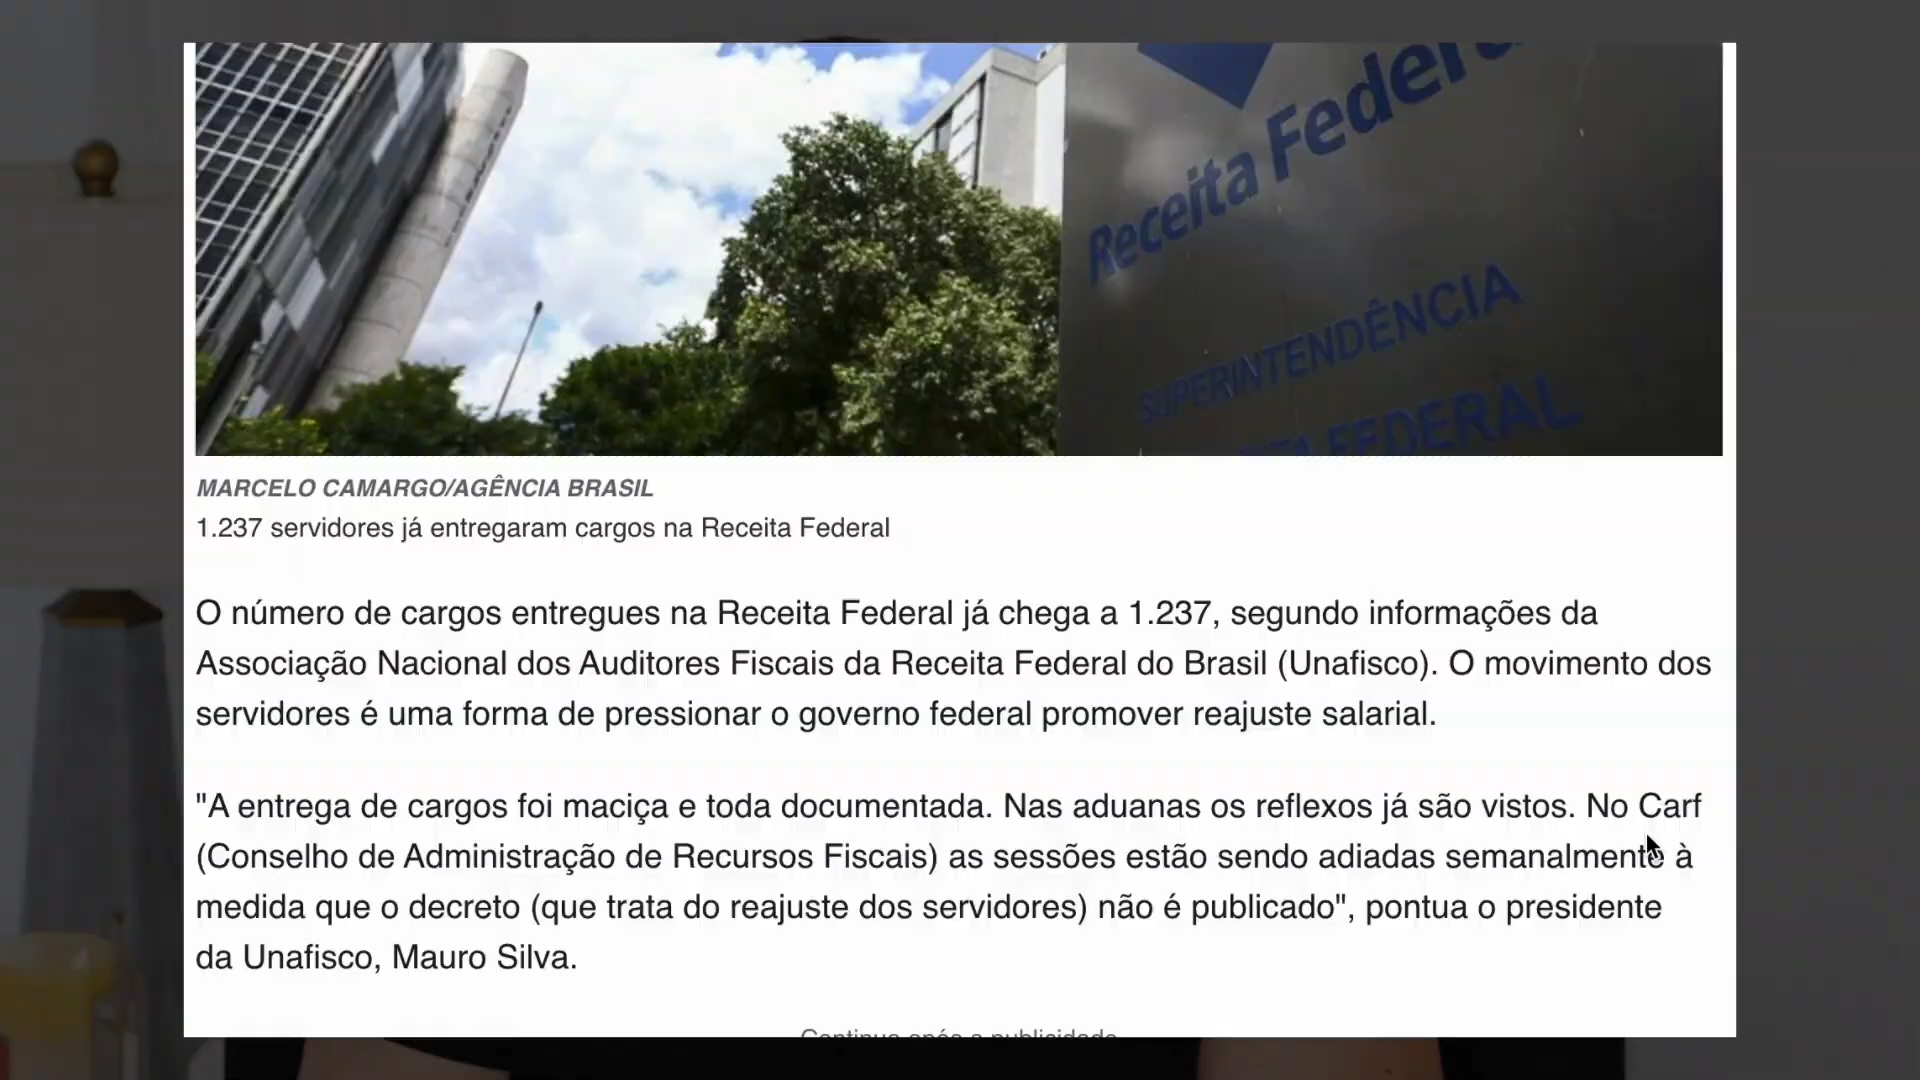 Receita Federal
SUPERINTENDÊNCIA
FEDERAL
MARCELO CAMARGO/AGÊNCIA BRASIL
1.237 servidores já entregaram cargos na Receita Federal
O número de cargos entregues na Receita Federal já chega a 1.237, segundo informações da
Associação Nacional dos Auditores Fiscais da Receita Federal do Brasil (Unafisco). O movimento dos
servidores é uma forma de pressionar o governo federal promover reajuste salarial.
"A entrega de cargos foi maciça e toda documentada. Nas aduanas os reflexos já são vistos. No Carf
(Conselho de Administração de Recursos Fiscais) as sessões estão sendo adiadas semanalmente à
medida que o decreto (que trata do reajuste dos servidores) não é publicado", pontua o presidente
da Unafisco, Mauro Silva.
Continua após a publicidade